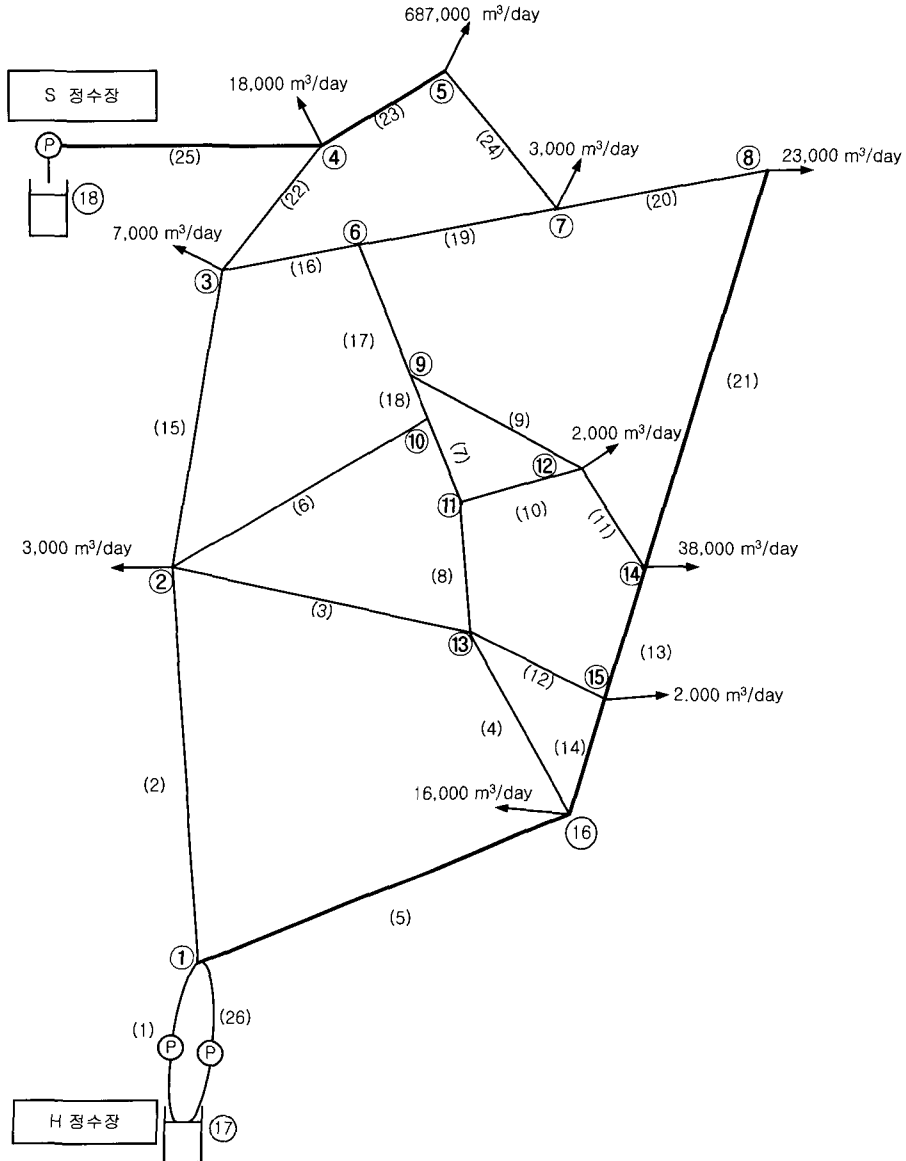 687,000 m³/day
S 정수장
18,000 m³/day
⑤
(23)
P
(25)
④
(24)
3,000 m³/day
⑧
23,000 m³/day
⑱
(22)
7,000 m³/day
⑥
(19)
⑦
(20)
③
(16)
(17)
⑨
(21)
(18)
(9)
(15)
⑩
(7)
⑫
2,000 m³/day
(6)
⑪
(10)
(11)
3,000 m³/day
②
(8)
⑭
38,000 m³/day
(3)
⑬
(12)
⑮
(13)
2.000 m³/day
(4)
(14)
(2)
16,000 m³/day
⑯
(5)
①
(1)
(26)
P
P
H 정수장
⑰